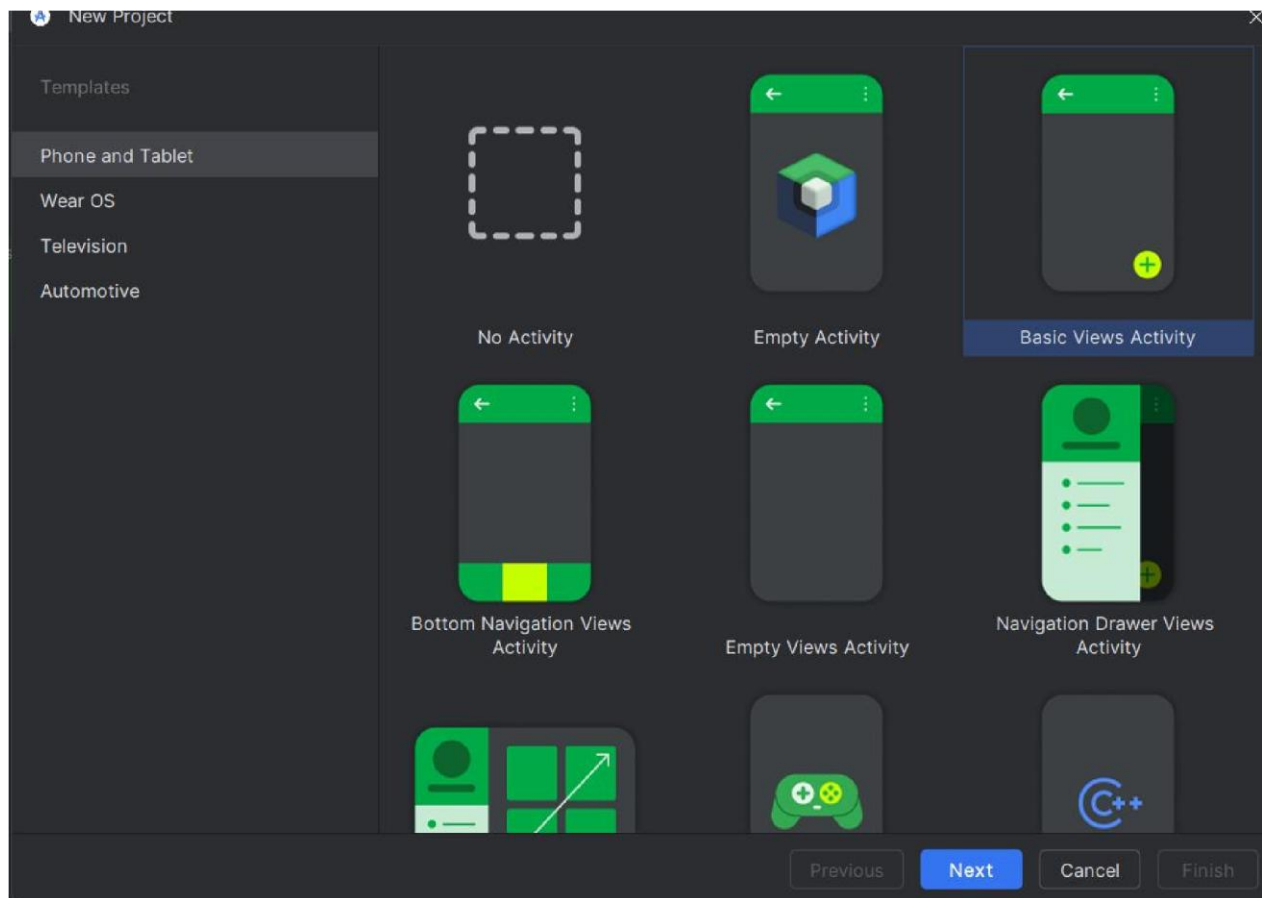 New Project
Templates
Phone and Tablet
Wear OS
Television
Automotive
No Activity
Empty Activity
Basic Views Activity
Bottom Navigation Views
Activity
Empty Views Activity
Navigation Drawer Views
Activity
C++
Previous
Next
Cancel
Finish